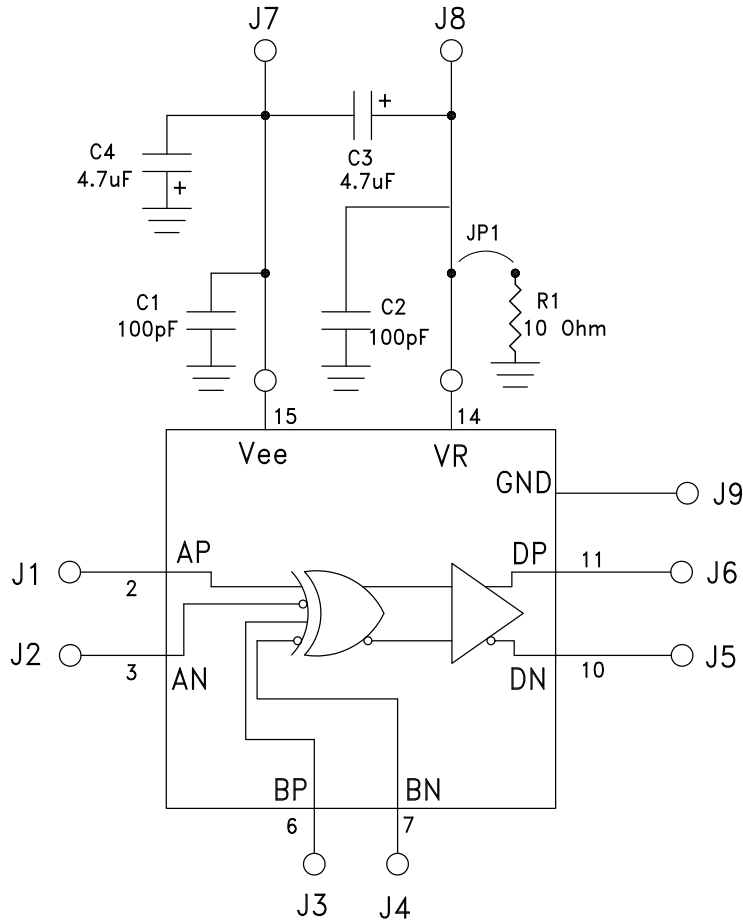 J7
J8
+
C4
4.7uF
+
C3
4.7uF
JP1
C1
100pF
C2
100pF
R1
10 Ohm
15
14
Vee
VR
GND
J9
AP
DP
J1
2
11
J6
J2
3
AN
DN
10
J5
BP
BN
6
7
J3
J4